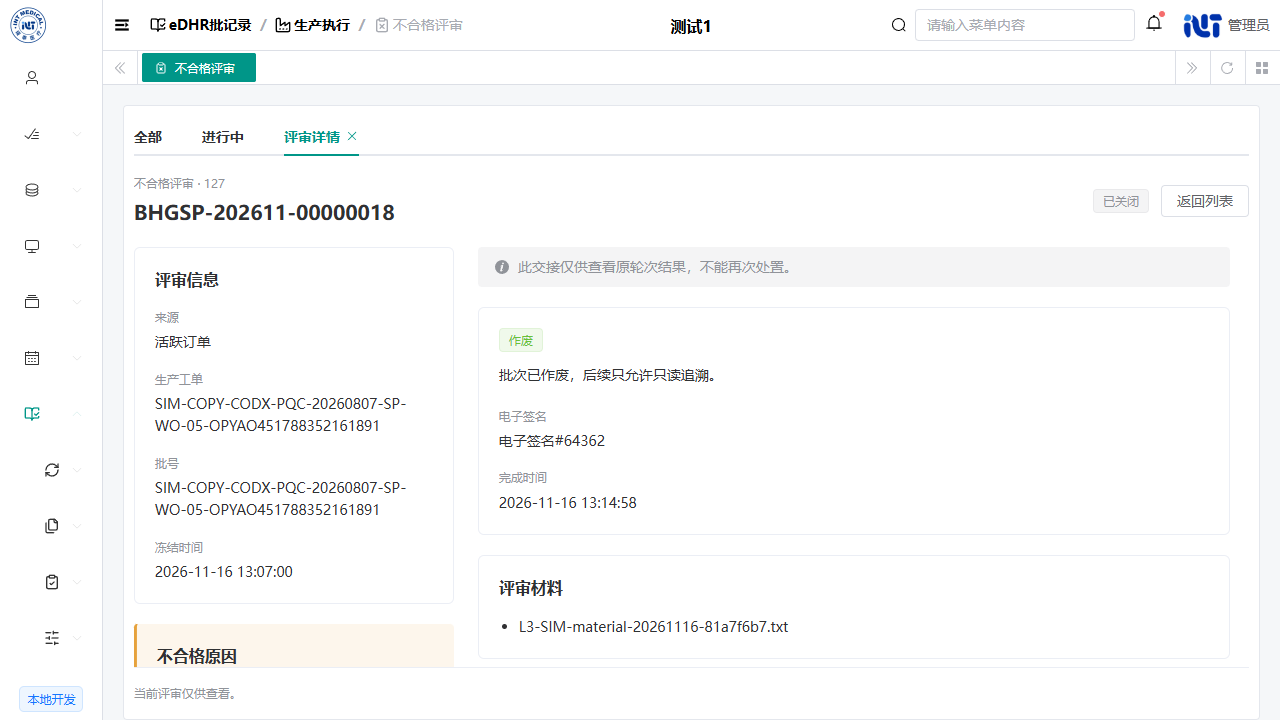 eDHR批记录 / 生产执行 / 不合格评审
测试1
请输入菜单内容
管理员
不合格评审
全部
进行中
评审详情
不合格评审 · 127
BHGSP-202611-00000018
已关闭
返回列表
评审信息
来源
活跃订单
生产工单
SIM-COPY-CODX-PQC-20260807-SP-
WO-05-OPYAO451788352161891
批号
SIM-COPY-CODX-PQC-20260807-SP-
WO-05-OPYAO451788352161891
冻结时间
2026-11-16 13:07:00
不合格原因
此交接仅供查看原轮次结果，不能再次处置。
作废
批次已作废，后续只允许只读追溯。
电子签名
电子签名#64362
完成时间
2026-11-16 13:14:58
评审材料
L3-SIM-material-20261116-81a7f6b7.txt
当前评审仅供查看。
本地开发